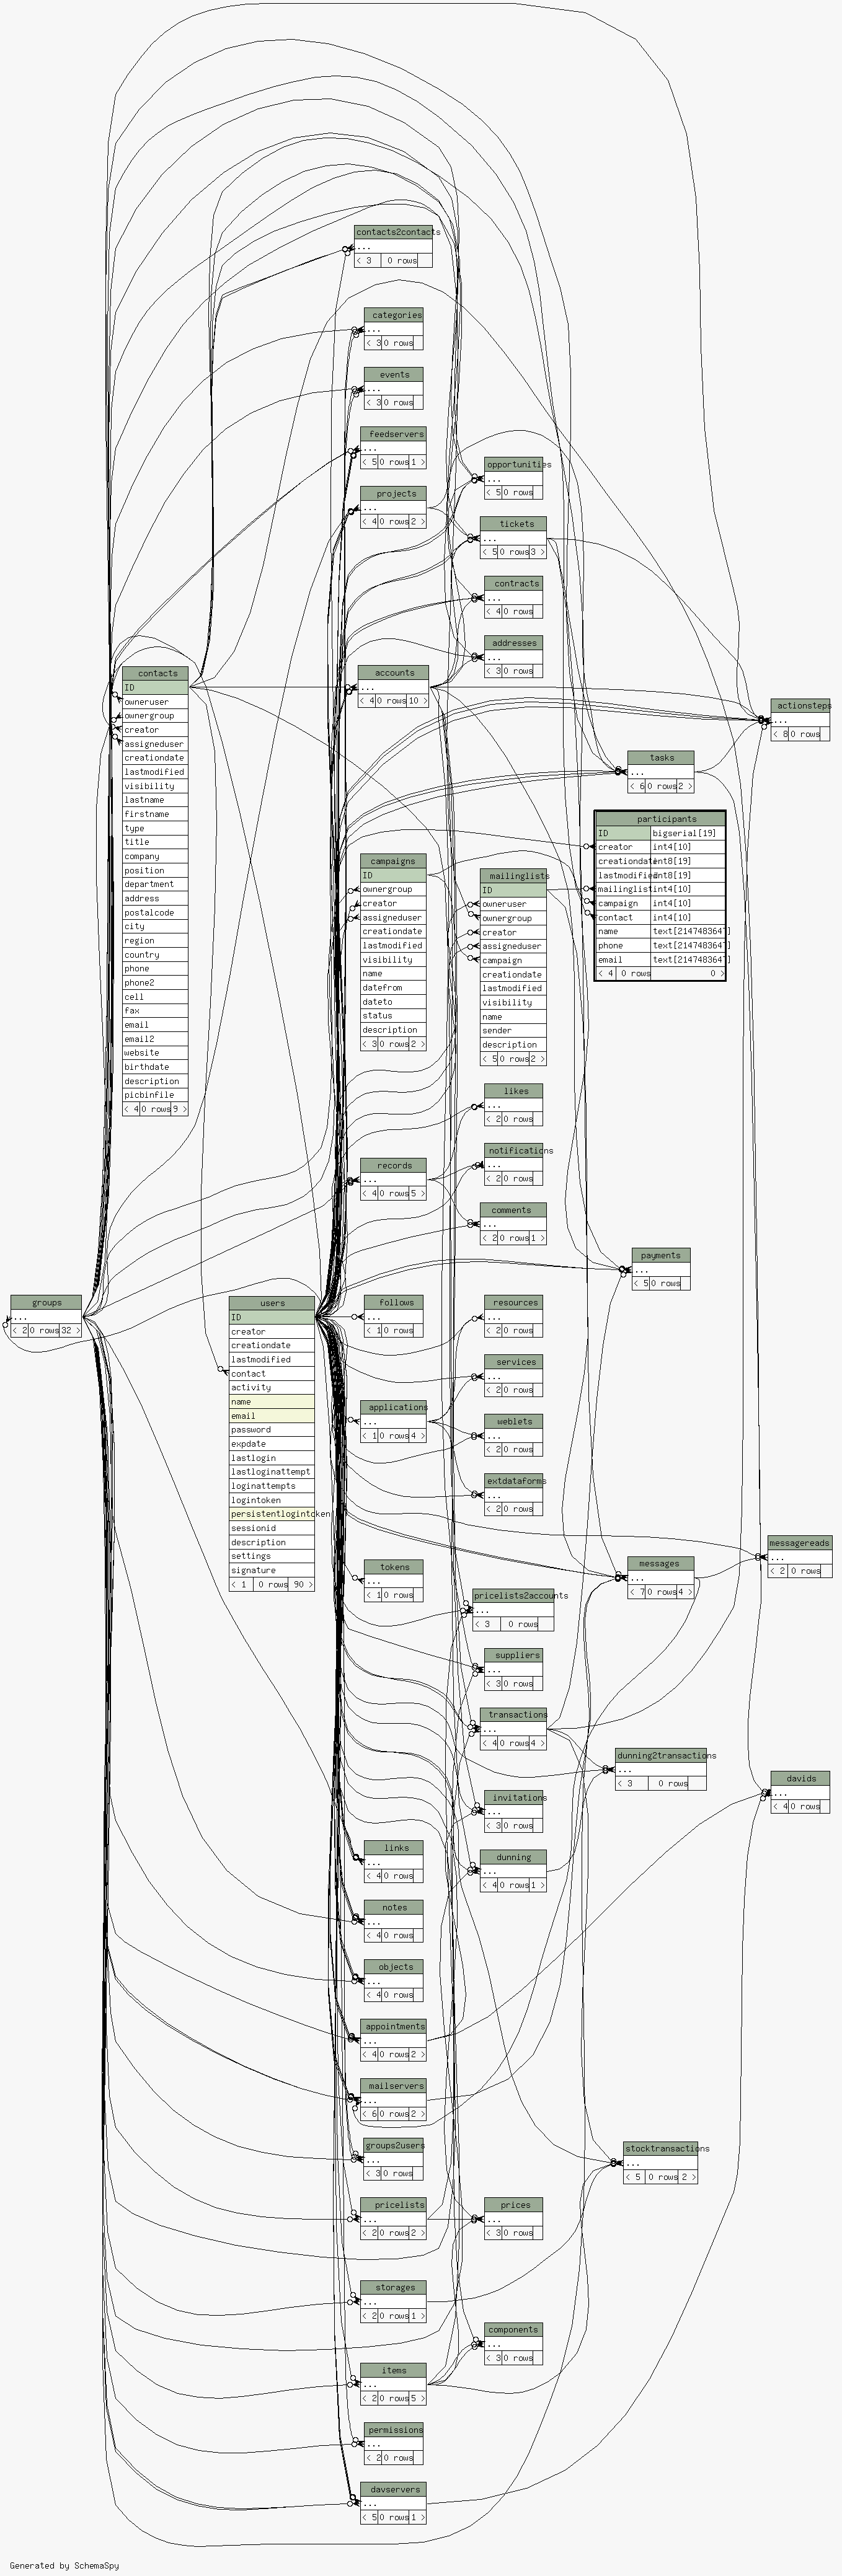 contacts2contacts
...
< 3 0 rows
categories
...
< 3 0 rows
events
...
< 3 0 rows
feedservers
...
< 5 0 rows 1 >
projects
...
< 4 0 rows 2 >
opportunities
...
< 5 0 rows
tickets
...
< 5 0 rows 3 >
contracts
...
< 4 0 rows
addresses
...
< 3 0 rows
contacts
ID
owneruser
ownergroup
creator
assigneduser
creationdate
lastmodified
visibility
lastname
firstname
type
title
company
position
department
address
postalcode
city
region
country
phone
phone2
cell
fax
email
email2
website
birthdate
description
picbinfile
< 4 0 rows 9 >
accounts
...
< 4 0 rows 10 >
actionsteps
...
< 8 0 rows
tasks
...
< 6 0 rows 2 >
participants
ID bigserial[19]
creator int4[10]
creationdate int8[19]
lastmodified int8[19]
mailinglist int4[10]
campaign int4[10]
contact int4[10]
name text[2147483647]
phone text[2147483647]
email text[2147483647]
< 4 0 rows 0 >
campaigns
ID
ownergroup
creator
assigneduser
creationdate
lastmodified
visibility
name
datefrom
dateto
status
description
< 3 0 rows 2 >
mailinglists
ID
owneruser
ownergroup
creator
assigneduser
campaign
creationdate
lastmodified
visibility
name
sender
description
< 5 0 rows 2 >
likes
...
< 2 0 rows
notifications
...
< 2 0 rows
records
...
< 4 0 rows 5 >
comments
...
< 2 0 rows 1 >
payments
...
< 5 0 rows
groups
...
< 2 0 rows 32 >
users
ID
creator
creationdate
lastmodified
contact
activity
name
email
password
expdate
lastlogin
lastloginattempt
loginattempts
logintoken
persistentlogintoken
sessionid
description
settings
signature
< 1 0 rows 90 >
follows
...
< 1 0 rows
resources
...
< 2 0 rows
services
...
< 2 0 rows
applications
...
< 1 0 rows 4 >
weblets
...
< 2 0 rows
extdataforms
...
< 2 0 rows
messagereads
...
< 2 0 rows
tokens
...
< 1 0 rows
messages
...
< 7 0 rows 4 >
pricelists2accounts
...
< 3 0 rows
suppliers
...
< 3 0 rows
transactions
...
< 4 0 rows 4 >
dunning2transactions
...
< 3 0 rows
davids
...
< 4 0 rows
invitations
...
< 3 0 rows
links
...
< 4 0 rows
dunning
...
< 4 0 rows 1 >
notes
...
< 4 0 rows
objects
...
< 4 0 rows
appointments
...
< 4 0 rows 2 >
mailservers
...
< 6 0 rows 2 >
groups2users
...
< 3 0 rows
stocktransactions
...
< 5 0 rows 2 >
pricelists
...
< 2 0 rows 2 >
prices
...
< 3 0 rows
storages
...
< 2 0 rows 1 >
components
...
< 3 0 rows
items
...
< 2 0 rows 5 >
permissions
...
< 2 0 rows
davservers
...
< 5 0 rows 1 >
Generated by SchemaSpy